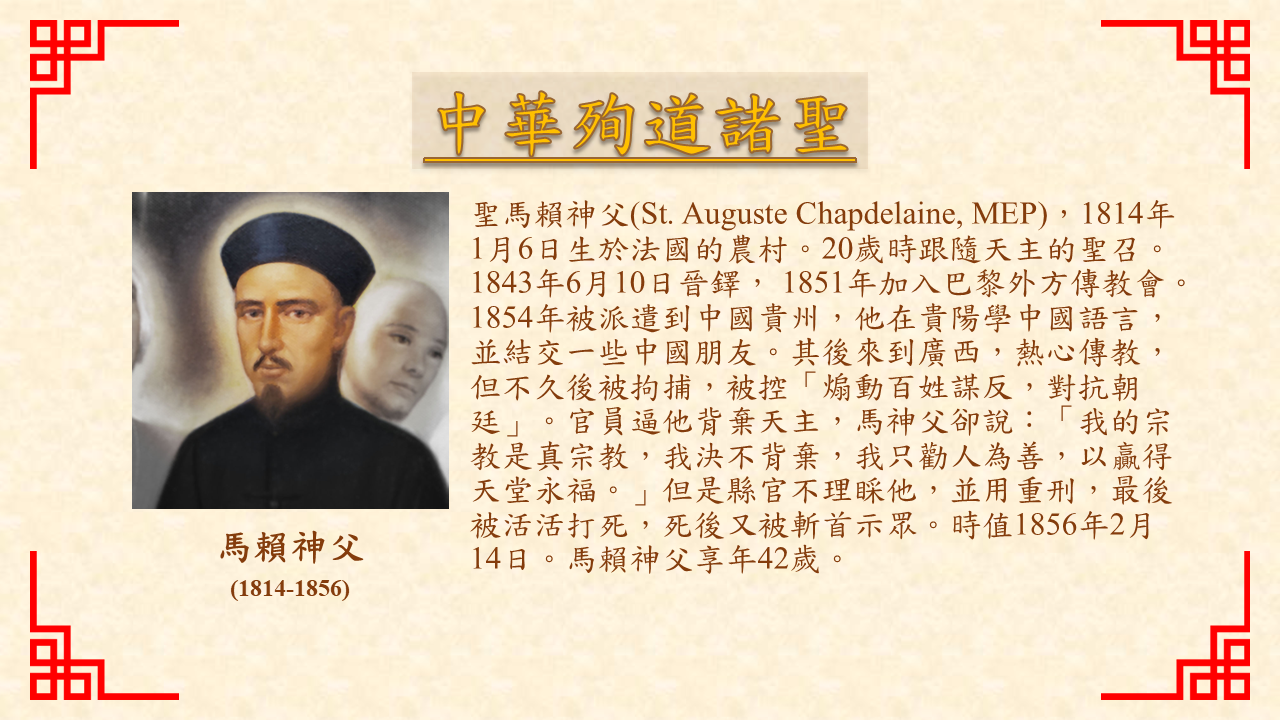 中華殉道諸聖
聖馬賴神父(St. Auguste Chapdelaine, MEP)，1814年
1月6日生於法國的農村。20歲時跟隨天主的聖召。
1843年6月10日晉鐸， 1851年加入巴黎外方傳教會。
1854年被派遣到中國貴州，他在貴陽學中國語言，
並結交一些中國朋友。其後來到廣西，熱心傳教，
但不久後被拘捕，被控「煽動百姓謀反，對抗朝
廷」。官員逼他背棄天主，馬神父卻說：「我的宗
教是真宗教，我決不背棄，我只勸人為善，以贏得
天堂永福。」但是縣官不理睬他，並用重刑，最後
被活活打死，死後又被斬首示眾。時值1856年2月
14日。馬賴神父享年42歲。
馬賴神父
(1814-1856)